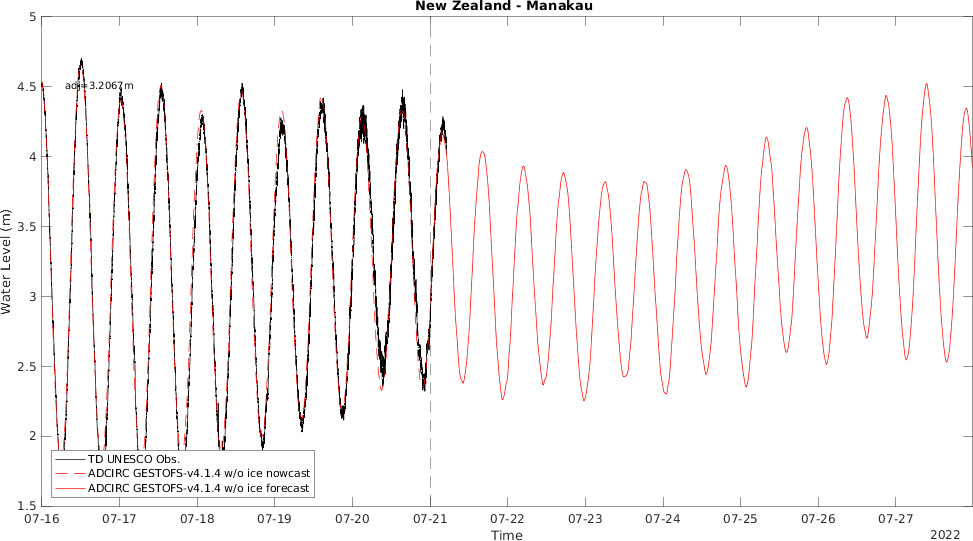 New Zealand - Manakau
5
4.5
4
3.5
3
2.5
2
1.5
Water Level (m)
adj=3.2067m
TD UNESCO Obs.
ADCIRC GESTOFS-v4.1.4 w/o ice nowcast
ADCIRC GESTOFS-v4.1.4 w/o ice forecast
07-16 07-17 07-18 07-19 07-20 07-21 07-22 07-23 07-24 07-25 07-26 07-27
2022
Time